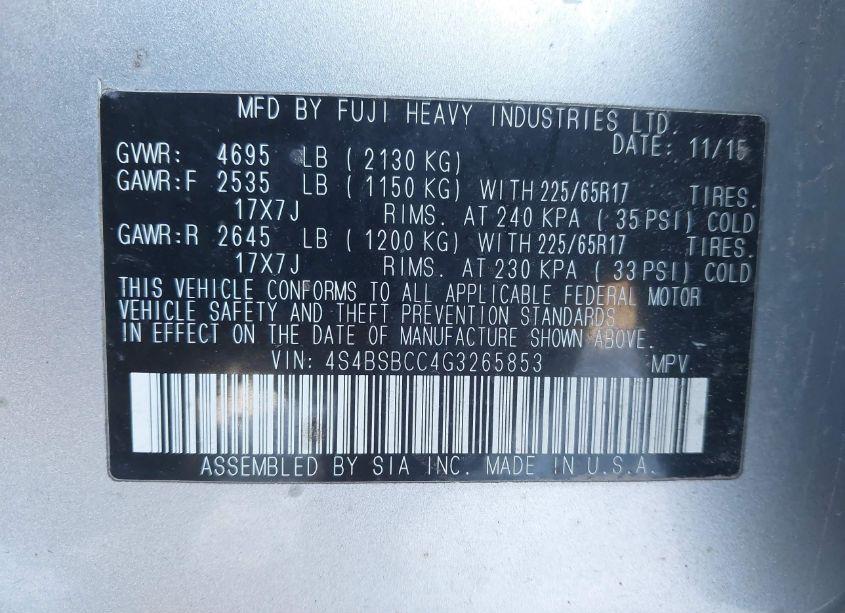 MFD BY FUJI HEAVY INDUSTRIES LTD.
DATE: 11/15
GVWR: 4695 LB ( 2130 KG)
GAWR:F 2535 LB ( 1150 KG) WITH 225/65R17 TIRES.
17X7J RIMS. AT 240 KPA ( 35 PSI) COLD
GAWR:R 2645 LB ( 1200 KG) WITH 225/65R17 TIRES.
17X7J RIMS. AT 230 KPA ( 33 PSI) COLD
THIS VEHICLE CONFORMS TO ALL APPLICABLE FEDERAL MOTOR
VEHICLE SAFETY AND THEFT PREVENTION STANDARDS
IN EFFECT ON THE DATE OF MANUFACTURE SHOWN ABOVE.
VIN: 4S4BSBCC4G3265853 MPV
ASSEMBLED BY SIA INC. MADE IN U.S.A.